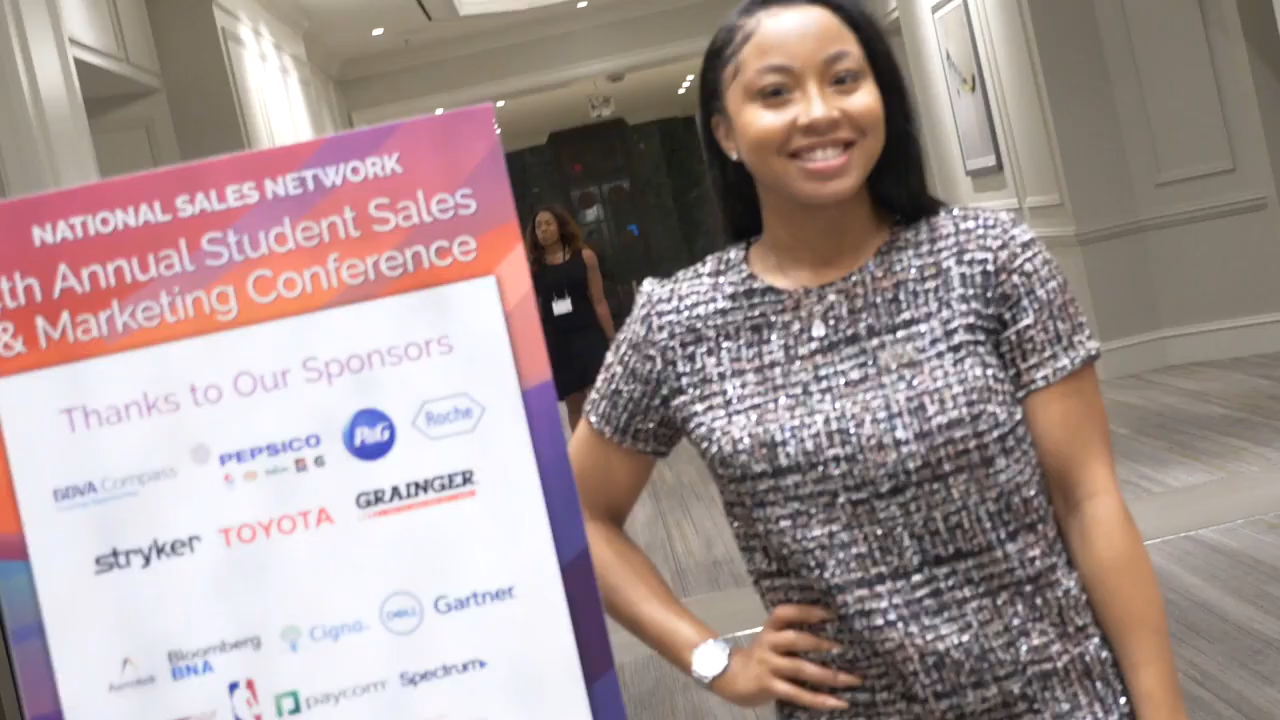 NATIONAL SALES NETWORK
th Annual Student Sales
& Marketing Conference
Thanks to Our Sponsors
BBVA Compass PEPSICO P&G Roche
stryker TOYOTA GRAINGER
Bloomberg
BNA
Cigna DELL Gartner
paycom Spectrum